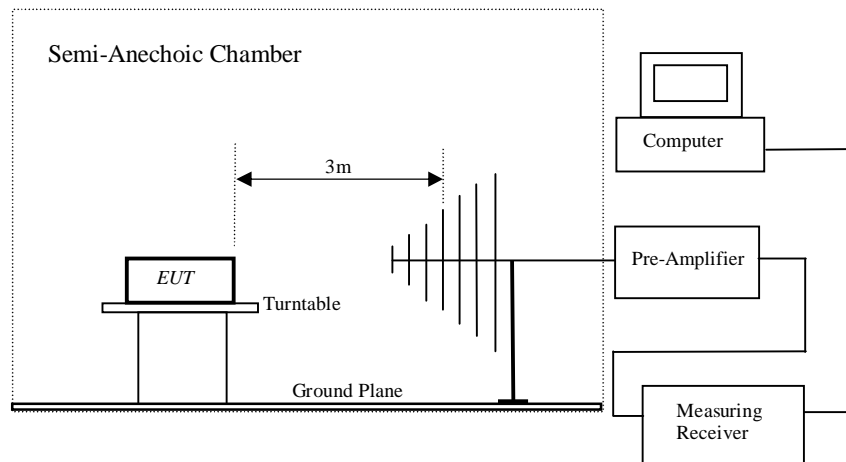 Semi-Anechoic Chamber
Computer
3m
Pre-Amplifier
EUT
Turntable
Ground Plane
Measuring
Receiver